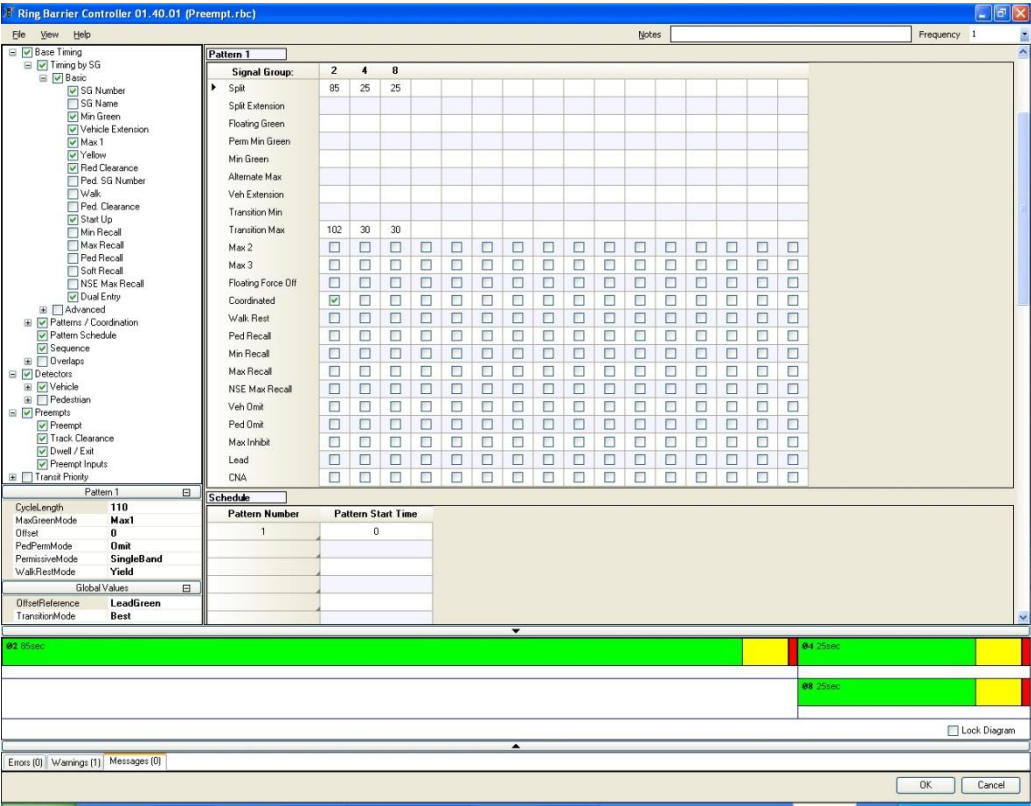 Ring Barrier Controller 01.40.01 (Preempt.rbc)
File View Help Notes Frequency 1
Base Timing
Timing by SG
Basic
SG Number
SG Name
Min Green
Vehicle Extension
Max 1
Yellow
Red Clearance
Ped. SG Number
Walk
Ped. Clearance
Start Up
Min Recall
Max Recall
Ped Recall
Soft Recall
NSE Max Recall
Dual Entry
Advanced
Patterns / Coordination
Pattern Schedule
Sequence
Overlaps
Detectors
Vehicle
Pedestrian
Preempts
Preempt
Track Clearance
Dwell / Exit
Preempt Inputs
Transit Priority
Pattern 1
CycleLength 110
MaxGreenMode Max1
Offset 0
PedPermMode Omit
PermissiveMode SingleBand
WalkRestMode Yield
Global Values
OffsetReference LeadGreen
TransitionMode Best
Pattern 1
Signal Group: 2 4 8
Split 85 25 25
Split Extension
Floating Green
Perm Min Green
Min Green
Alternate Max
Veh Extension
Transition Min
Transition Max 102 30 30
Max 2
Max 3
Floating Force Off
Coordinated
Walk Rest
Ped Recall
Min Recall
Max Recall
NSE Max Recall
Veh Omit
Ped Omit
Max Inhibit
Lead
CNA
Schedule
Pattern Number Pattern Start Time
1 0
02 85sec 04 25sec
08 25sec
Lock Diagram
Errors (0) Warnings (1) Messages (0)
OK Cancel